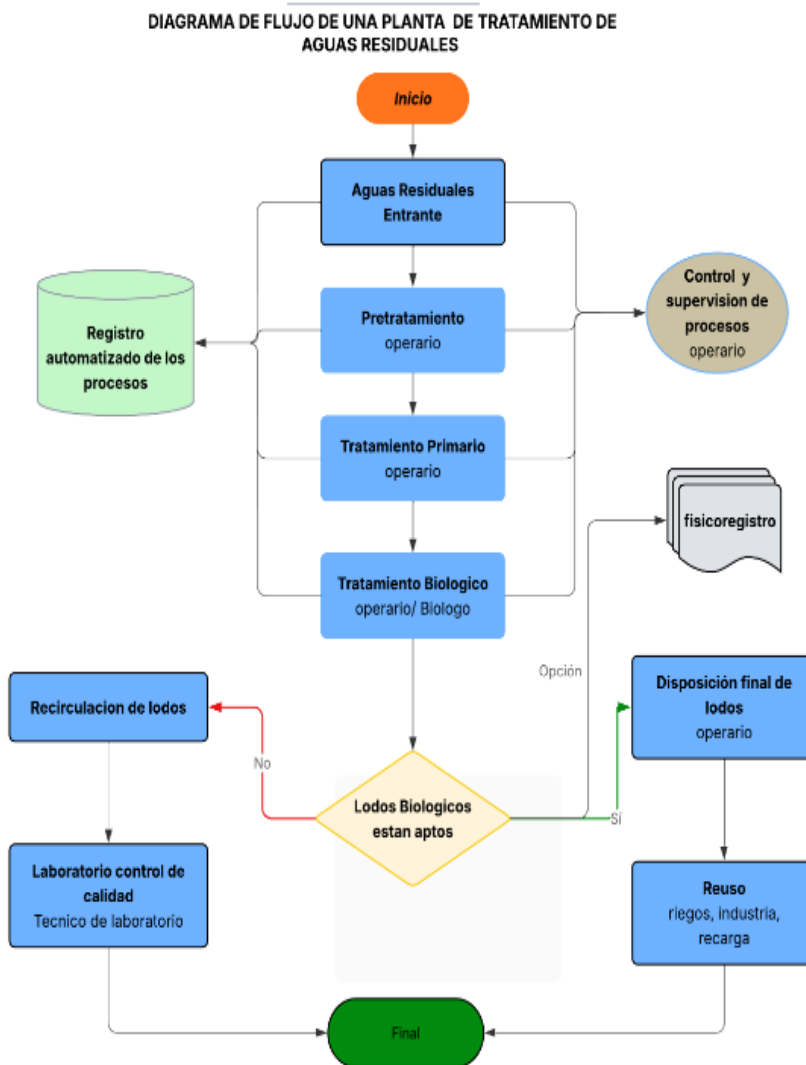 DIAGRAMA DE FLUJO DE UNA PLANTA DE TRATAMIENTO DE
AGUAS RESIDUALES
Inicio
Aguas Residuales
Entrante
Registro
automatizado de los
procesos
Pretratamiento
operario
Control y
supervision de
procesos
operario
Tratamiento Primario
operario
fisicoregistro
Tratamiento Biologico
operario/ Biologo
Opción
Recirculacion de lodos
Disposición final de
lodos
operario
No
Lodos Biologicos
estan aptos
Sí
Laboratorio control de
calidad
Tecnico de laboratorio
Reuso
riegos, industria,
recarga
Final